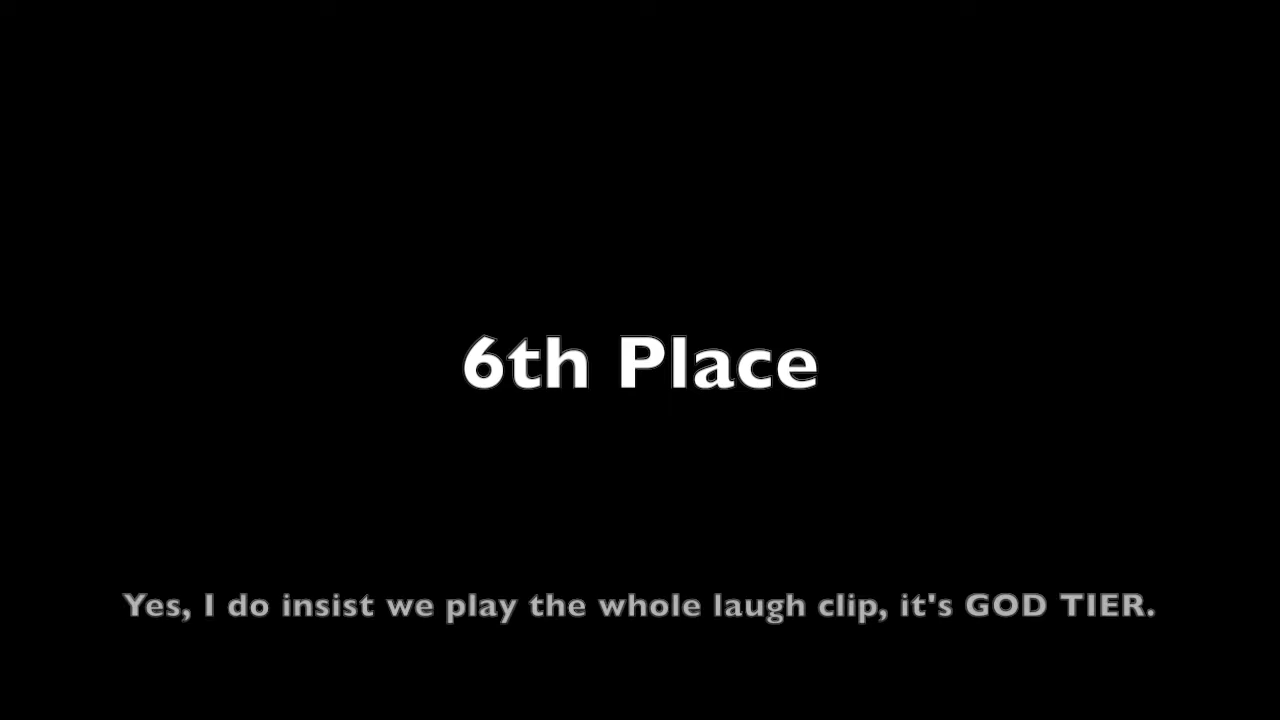 6th Place
Yes, I do insist we play the whole laugh clip, it's GOD TIER.